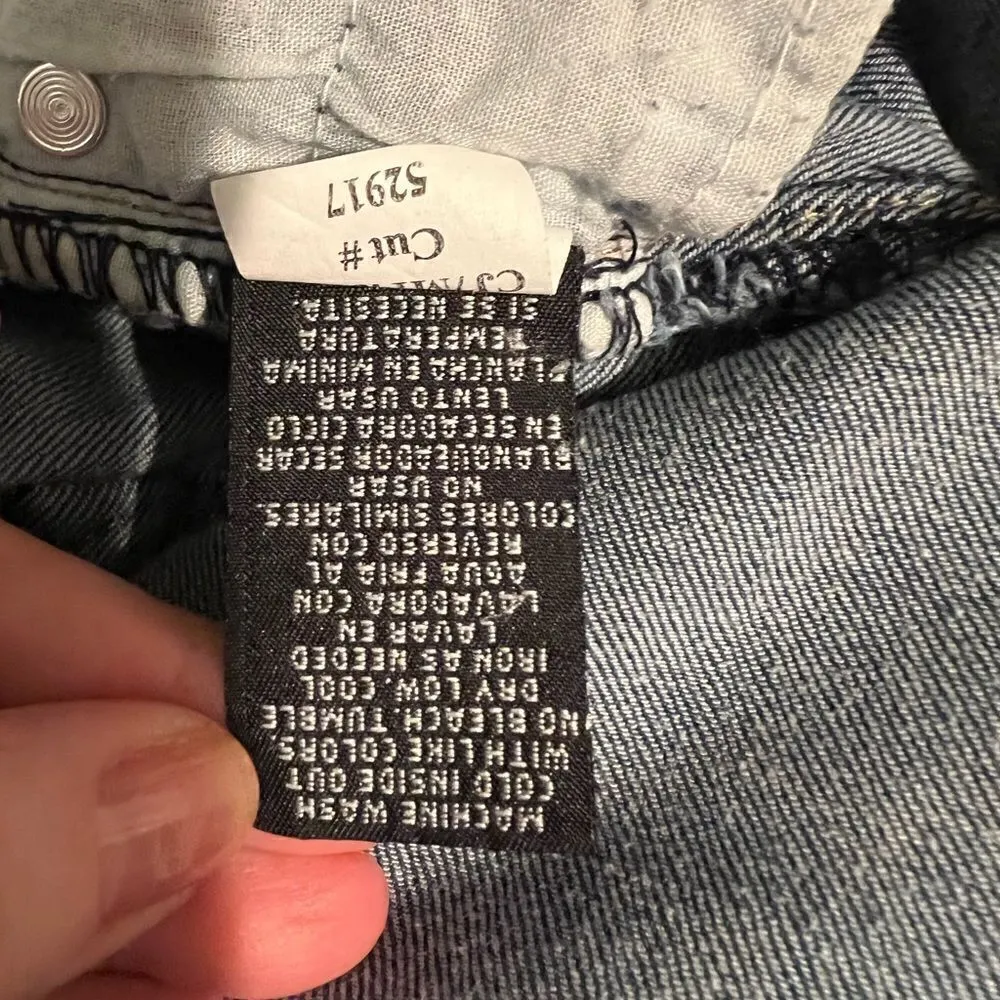 MACHINE WASH
COLD INSIDE OUT
WITH LIKE COLORS
NO BLEACH, TUMBLE
DRY LOW, COOL
IRON AS NEEDED
LAVAR EN
LAVADORA CON
AGUA FRIA AL
REVERSO CON
COLORES SIMILARES.
NO USAR
BLANQUEADOR SECAR
EN SECADORA CICLO
LENTO USAR
PLANCHA EN MINIMA
TEMPERATURA
SI SE NECESITA.
Cut #
52917